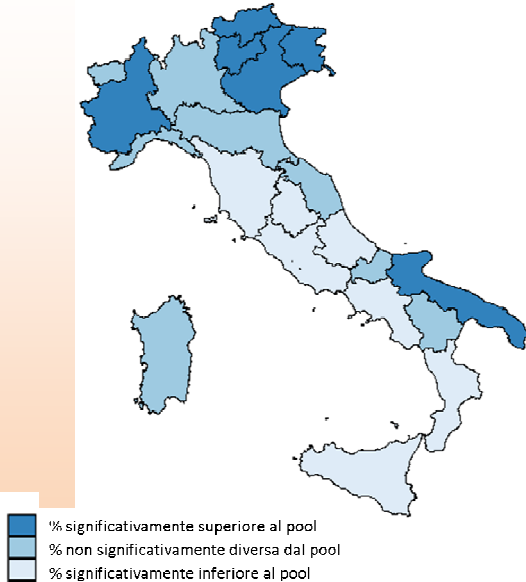 % significativamente superiore al pool
% non significativamente diversa dal pool
% significativamente inferiore al pool